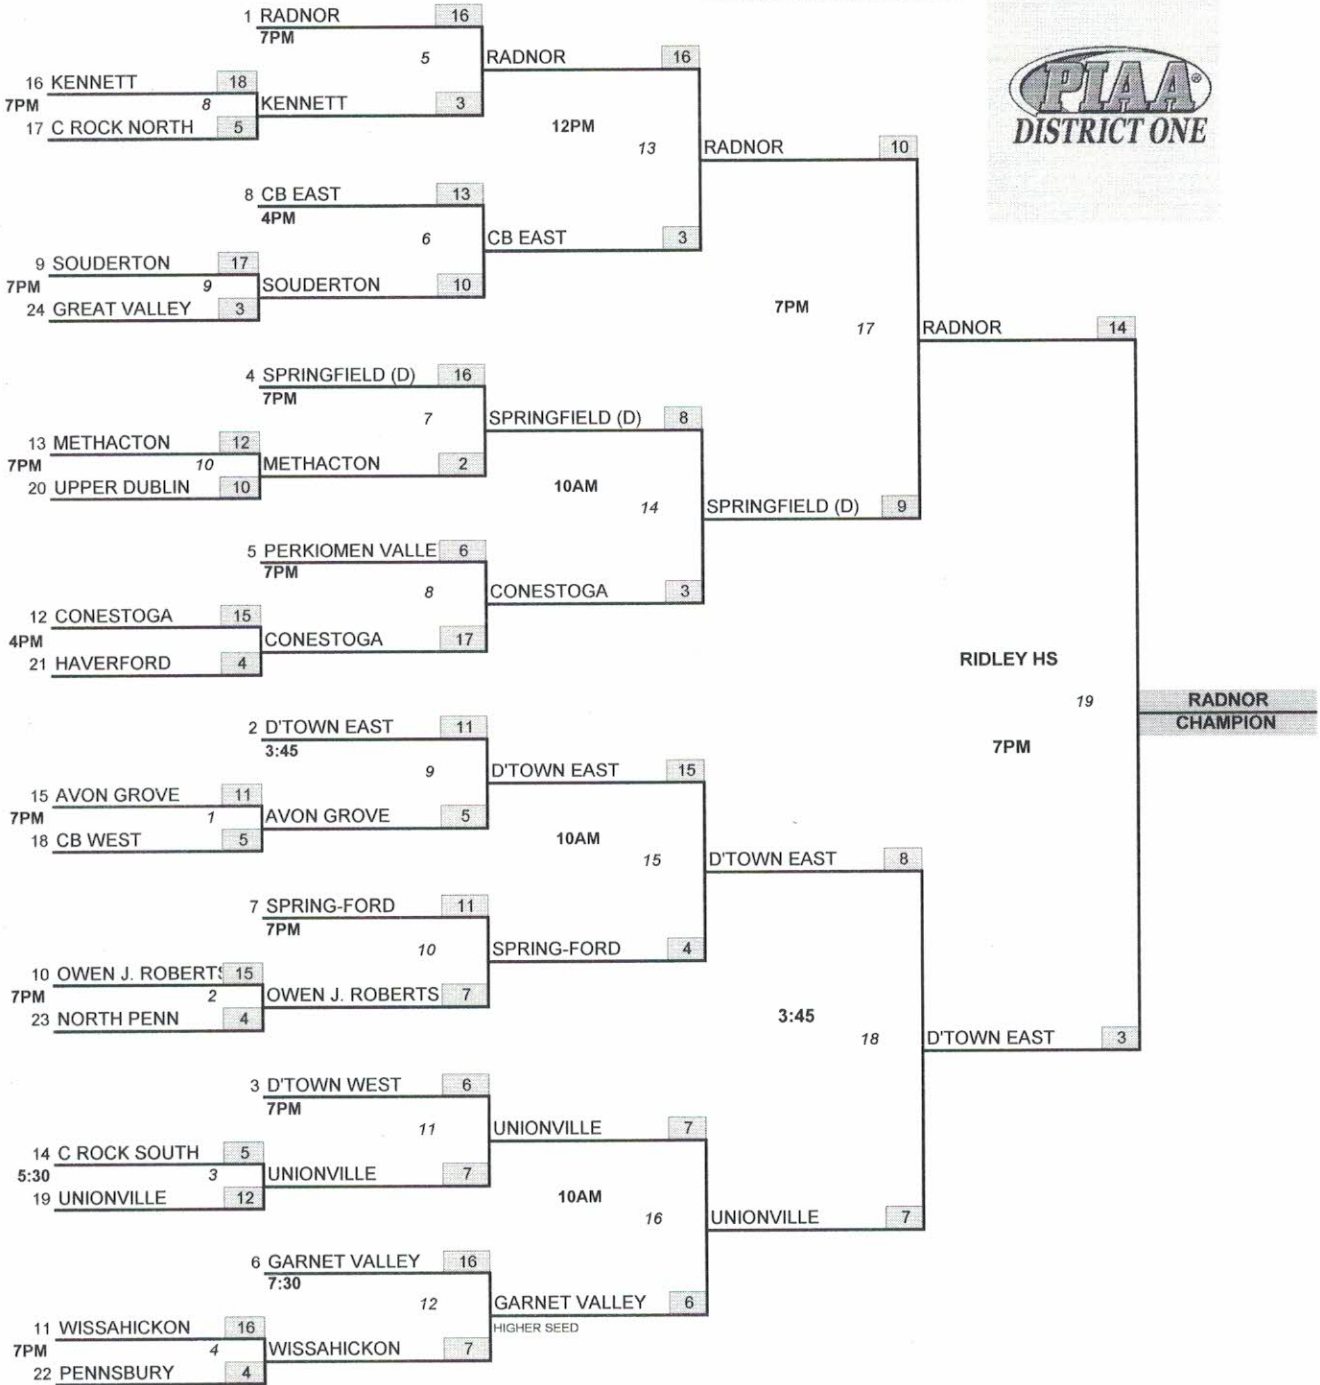 1 RADNOR 16
7PM
5
RADNOR 16
16 KENNETT 18
7PM
8
KENNETT 3
17 C ROCK NORTH 5
12PM
13
RADNOR 10
8 CB EAST 13
4PM
6
CB EAST 3
9 SOUDERTON 17
7PM
9
SOUDERTON 10
24 GREAT VALLEY 3
7PM
17
RADNOR 14
4 SPRINGFIELD (D) 16
7PM
7
SPRINGFIELD (D) 8
13 METHACTON 12
7PM
10
METHACTON 2
20 UPPER DUBLIN 10
10AM
14
SPRINGFIELD (D) 9
5 PERKIOMEN VALLE 6
7PM
8
CONESTOGA 3
12 CONESTOGA 15
4PM
CONESTOGA 17
21 HAVERFORD 4
RIDLEY HS
19
7PM
RADNOR
CHAMPION
2 D'TOWN EAST 11
3:45
9
D'TOWN EAST 15
15 AVON GROVE 11
7PM
1
AVON GROVE 5
18 CB WEST 5
10AM
15
D'TOWN EAST 8
7 SPRING-FORD 11
7PM
10
SPRING-FORD 4
10 OWEN J. ROBERTS 15
7PM
2
OWEN J. ROBERTS 7
23 NORTH PENN 4
3:45
18
D'TOWN EAST 3
3 D'TOWN WEST 6
7PM
11
UNIONVILLE 7
14 C ROCK SOUTH 5
5:30
3
UNIONVILLE 7
19 UNIONVILLE 12
10AM
16
UNIONVILLE 7
6 GARNET VALLEY 16
7:30
12
GARNET VALLEY 6
HIGHER SEED
11 WISSAHICKON 16
7PM
4
WISSAHICKON 7
22 PENNSBURY 4
PIAA®
DISTRICT ONE